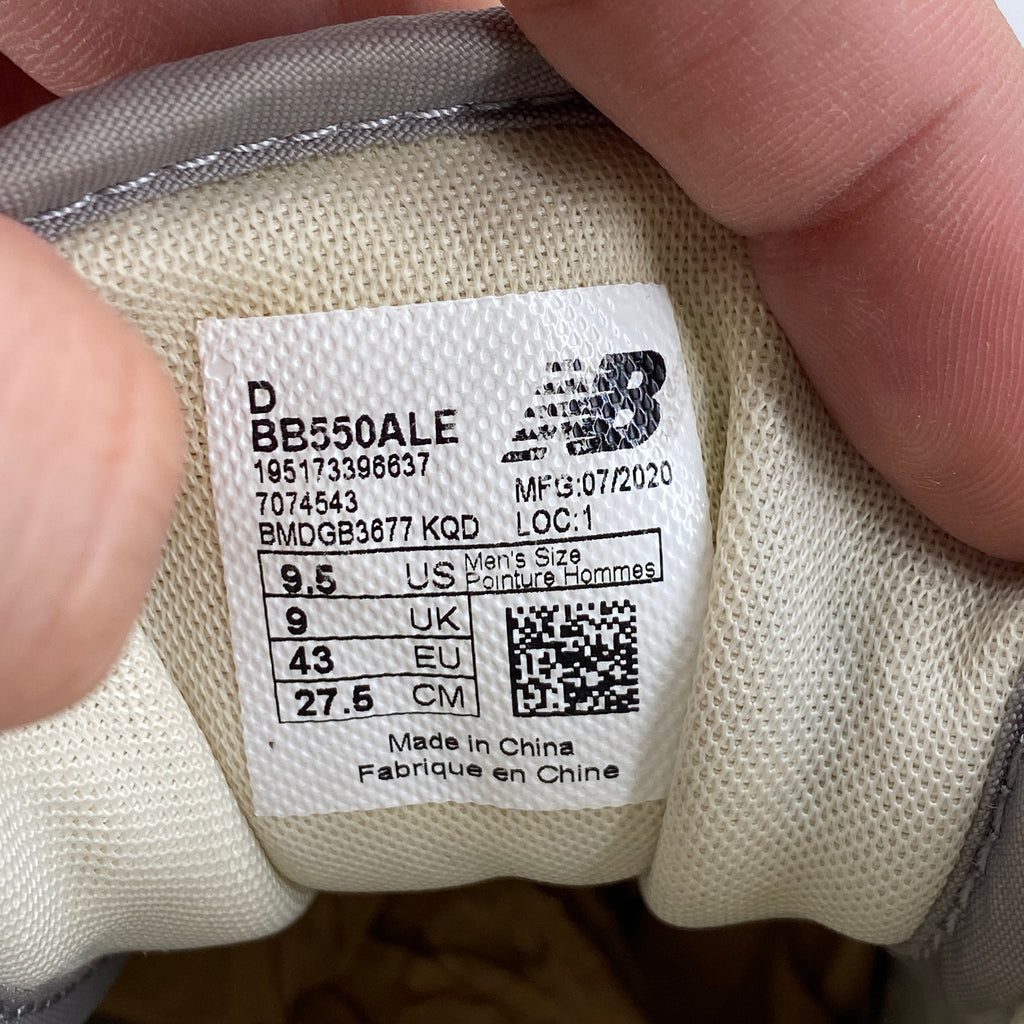 D
BB550ALE
195173396637
7074543
BMDGB3677 KQD
NB
MFG:07/2020
LOC:1
9.5 US Men's Size
Pointure Hommes
9 UK
43 EU
27.5 CM
Made in China
Fabrique en Chine